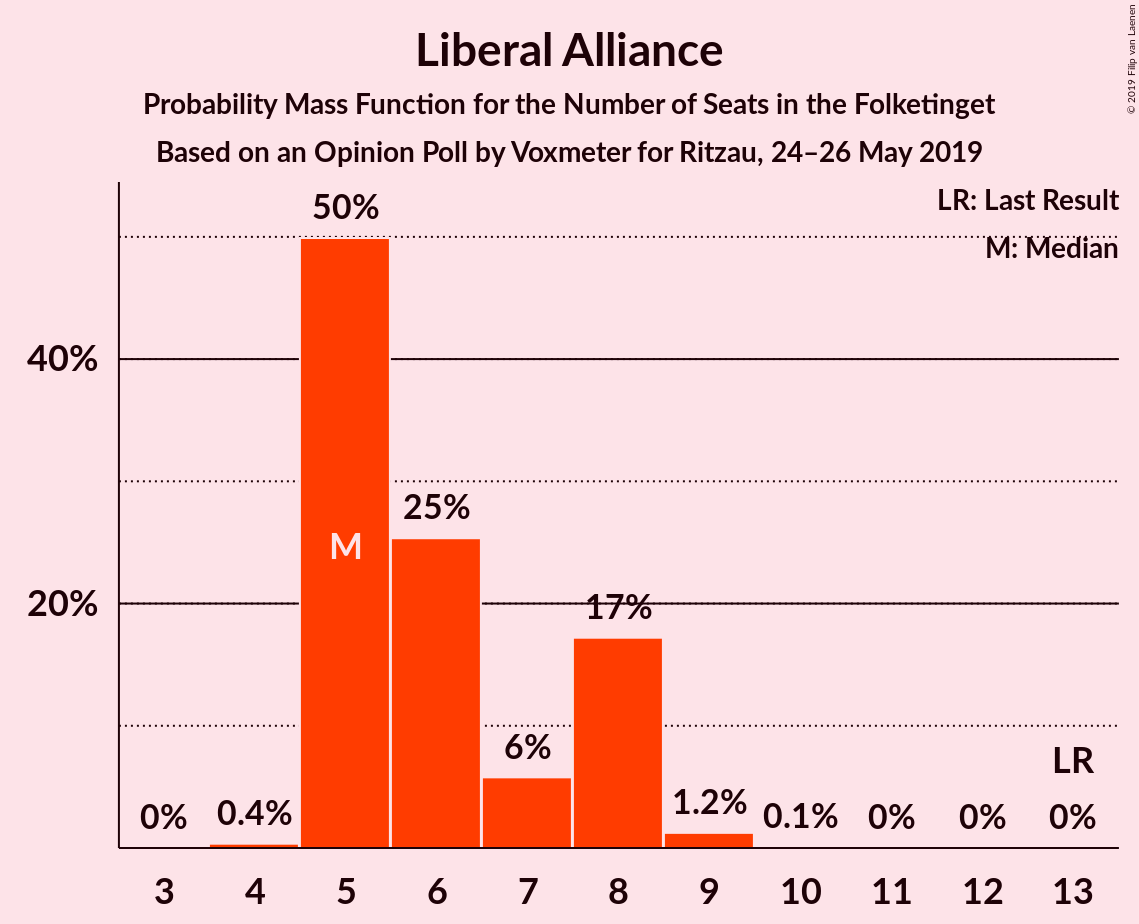 Liberal Alliance
Probability Mass Function for the Number of Seats in the Folketinget
Based on an Opinion Poll by Voxmeter for Ritzau, 24–26 May 2019
© 2019 Filip van Laenen
LR: Last Result
M: Median
50%
40%
25%
M
20%
17%
6%
LR
0%
0.4%
1.2%
0.1%
0%
0%
0%
3 4 5 6 7 8 9 10 11 12 13